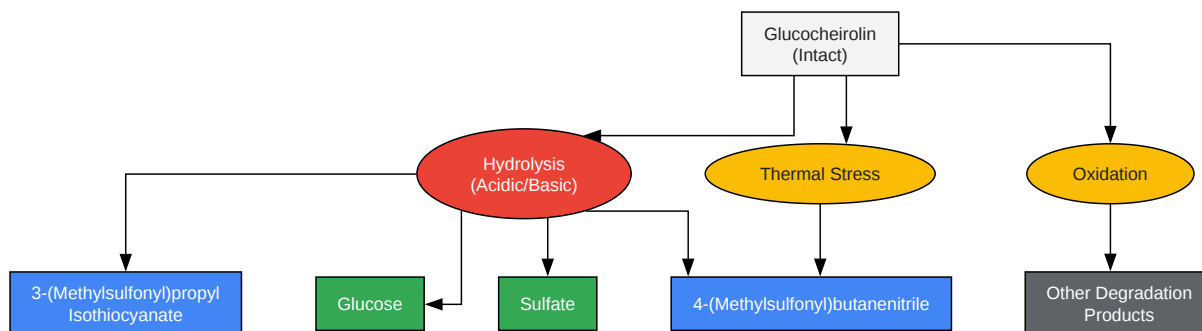 Glucocheirolin
(Intact)
Hydrolysis
(Acidic/Basic)
Thermal Stress
Oxidation
3-(Methylsulfonyl)propyl
Isothiocyanate
Glucose
Sulfate
4-(Methylsulfonyl)butanenitrile
Other Degradation
Products